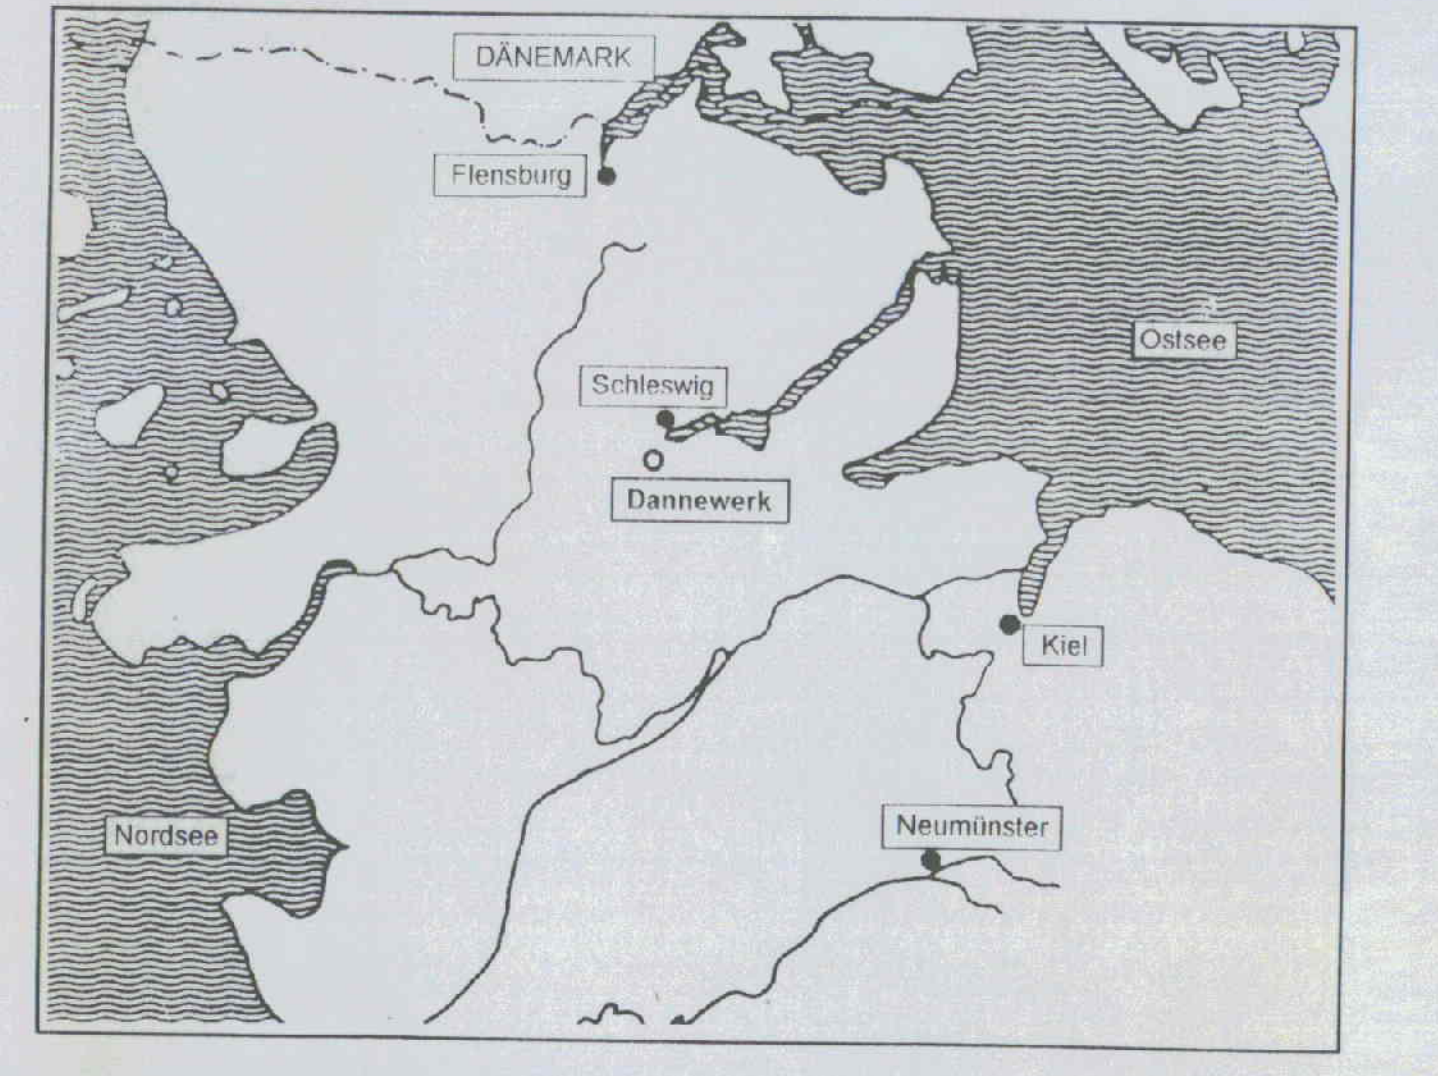 DÄNEMARK
Flensburg
Ostsee
Schleswig
Dannewerk
Kiel
Neumünster
Nordsee